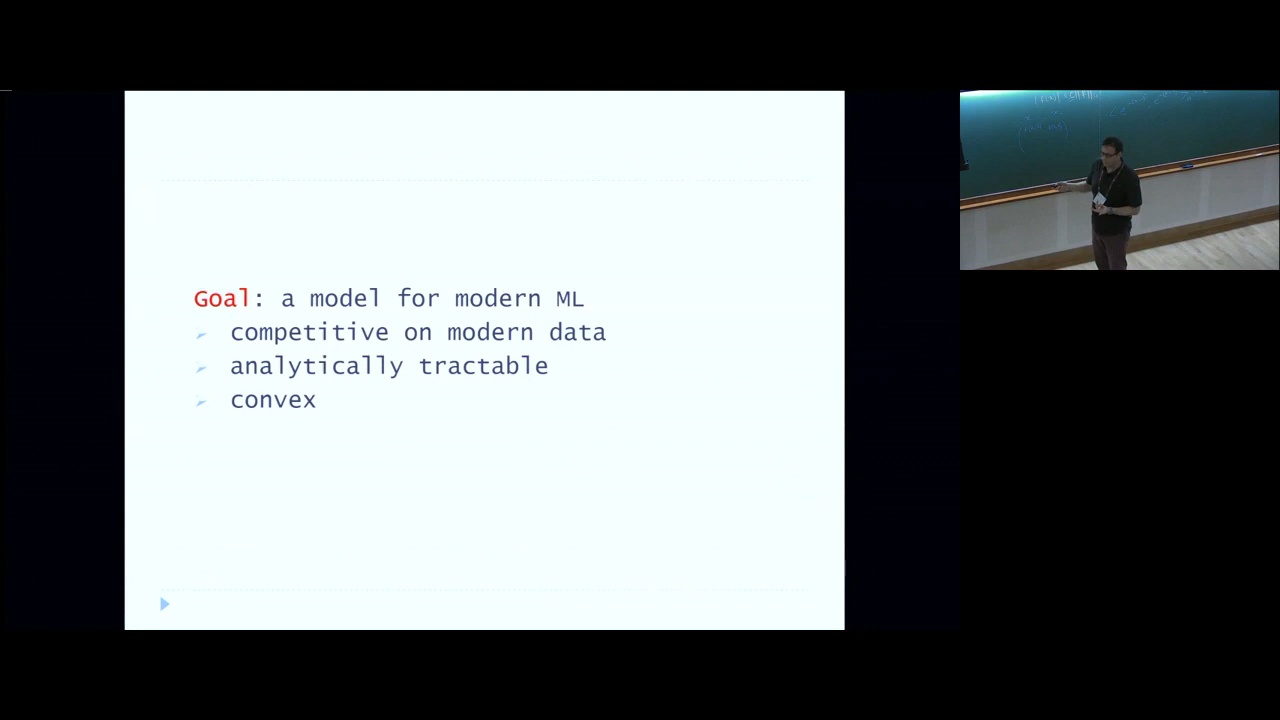 Goal: a model for modern ML
competitive on modern data
analytically tractable
convex